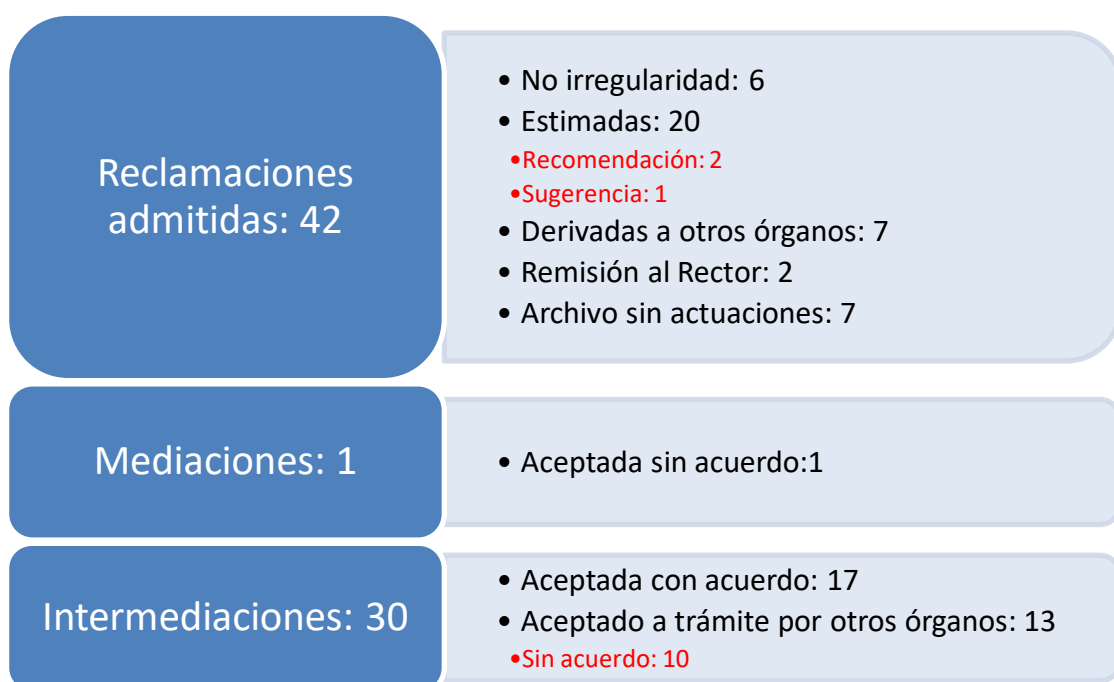 Reclamaciones
admitidas: 42
• No irregularidad: 6
• Estimadas: 20
•Recomendación: 2
•Sugerencia: 1
• Derivadas a otros órganos: 7
• Remisión al Rector: 2
• Archivo sin actuaciones: 7
Mediaciones: 1
• Aceptada sin acuerdo:1
Intermediaciones: 30
• Aceptada con acuerdo: 17
• Aceptado a trámite por otros órganos: 13
•Sin acuerdo: 10